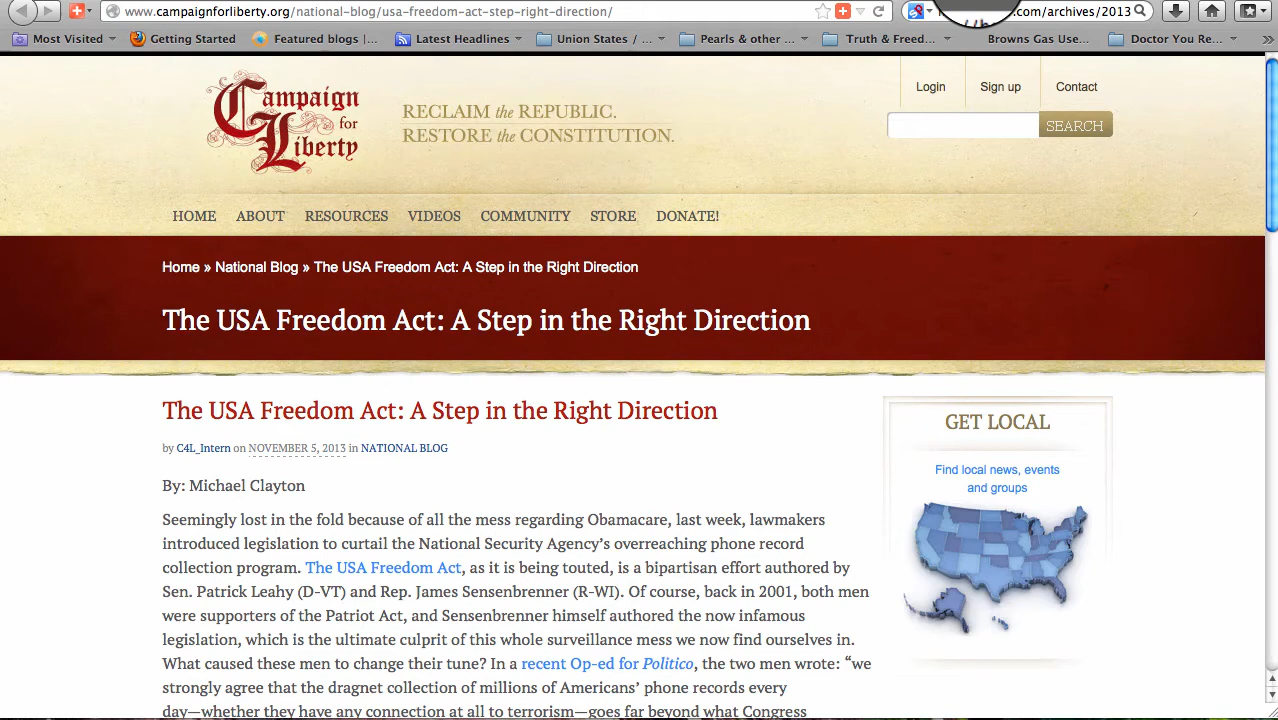 www.campaignforliberty.org/national-blog/usa-freedom-act-step-right-direction/
.com/archives/2013
Most Visited
Getting Started
Featured blogs |...
Latest Headlines
Union States / ...
Pearls & other ...
Truth & Freed...
Browns Gas Use...
Doctor You Re...
Campaign
for
Liberty
RECLAIM the REPUBLIC.
RESTORE the CONSTITUTION.
Login
Sign up
Contact
SEARCH
HOME
ABOUT
RESOURCES
VIDEOS
COMMUNITY
STORE
DONATE!
Home » National Blog » The USA Freedom Act: A Step in the Right Direction
The USA Freedom Act: A Step in the Right Direction
The USA Freedom Act: A Step in the Right Direction
by C4L_Intern on NOVEMBER 5, 2013 in NATIONAL BLOG
By: Michael Clayton
Seemingly lost in the fold because of all the mess regarding Obamacare, last week, lawmakers
introduced legislation to curtail the National Security Agency’s overreaching phone record
collection program. The USA Freedom Act, as it is being touted, is a bipartisan effort authored by
Sen. Patrick Leahy (D-VT) and Rep. James Sensenbrenner (R-WI). Of course, back in 2001, both men
were supporters of the Patriot Act, and Sensenbrenner himself authored the now infamous
legislation, which is the ultimate culprit of this whole surveillance mess we now find ourselves in.
What caused these men to change their tune? In a recent Op-ed for Politico, the two men wrote: “we
strongly agree that the dragnet collection of millions of Americans’ phone records every
day—whether they have any connection at all to terrorism—goes far beyond what Congress
GET LOCAL
Find local news, events
and groups